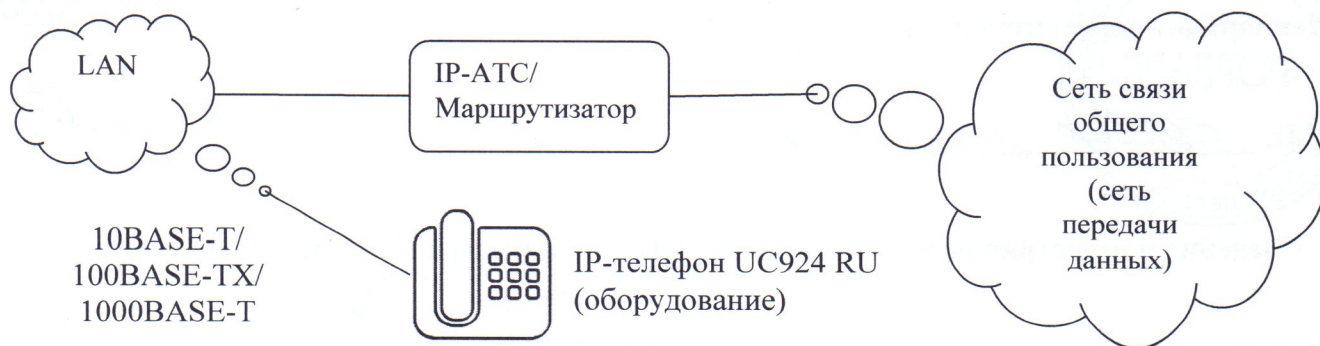 LAN
IP-АТС/
Маршрутизатор
Сеть связи
общего
пользования
(сеть
передачи
данных)
10BASE-T/
100BASE-TX/
1000BASE-T
IP-телефон UC924 RU
(оборудование)